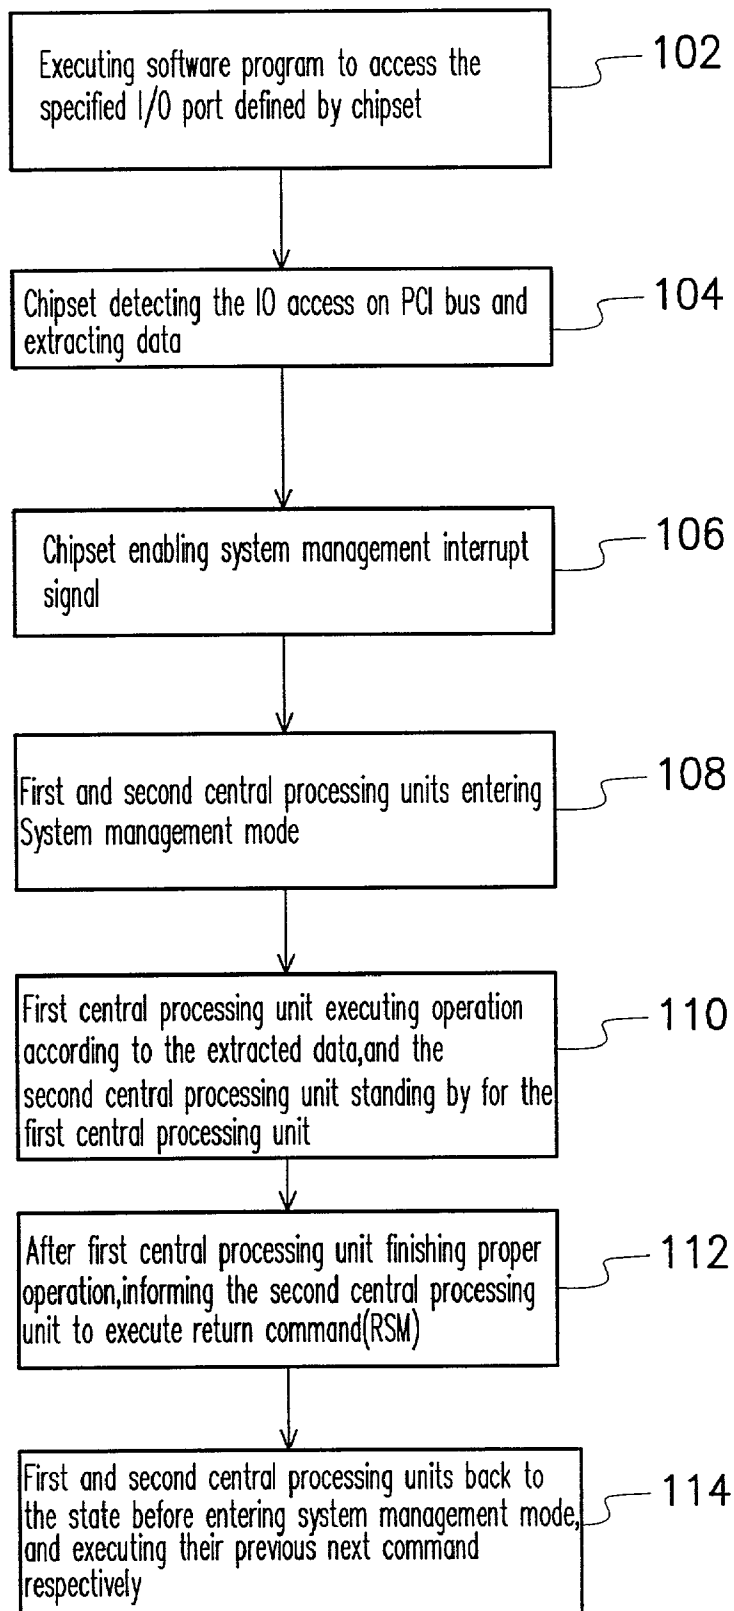 Executing software program to access the
specified I/O port defined by chipset
102
Chipset detecting the IO access on PCI bus and
extracting data
104
Chipset enabling system management interrupt
signal
106
First and second central processing units entering
System management mode
108
First central processing unit executing operation
according to the extracted data,and the
second central processing unit standing by for the
first central processing unit
110
After first central processing unit finishing proper
operation,informing the second central processing
unit to execute return command(RSM)
112
First and second central processing units back to
the state before entering system management mode,
and executing their previous next command
respectively
114